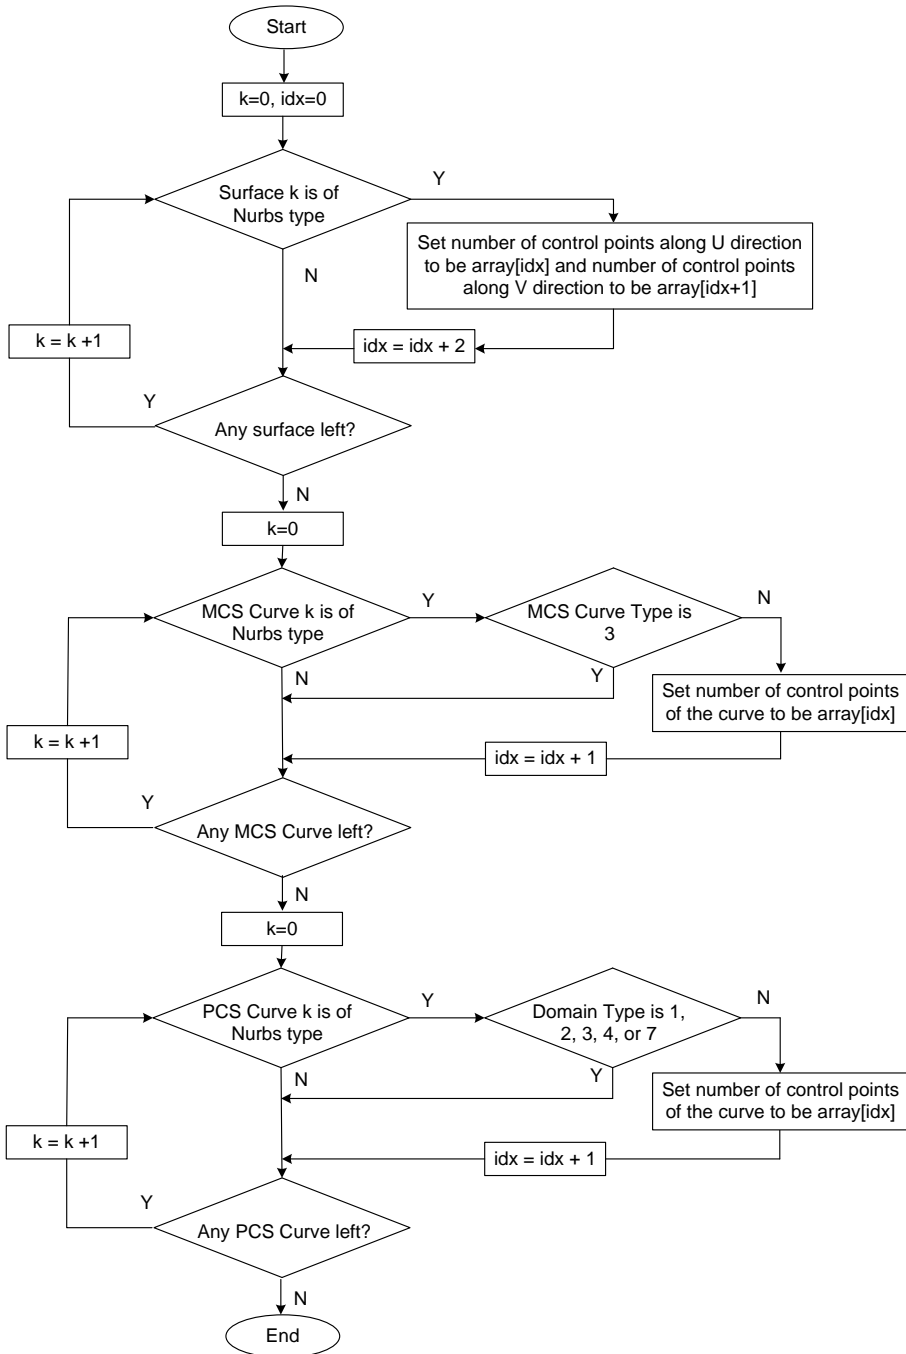 Start
k=0, idx=0
Surface k is of
Nurbs type
Y
Set number of control points along U direction
to be array[idx] and number of control points
along V direction to be array[idx+1]
N
k = k +1
idx = idx + 2
Y
Any surface left?
N
k=0
MCS Curve k is of
Nurbs type
Y
MCS Curve Type is
3
N
N
Y
Set number of control points
of the curve to be array[idx]
k = k +1
idx = idx + 1
Y
Any MCS Curve left?
N
k=0
PCS Curve k is of
Nurbs type
Y
Domain Type is 1,
2, 3, 4, or 7
N
N
Y
Set number of control points
of the curve to be array[idx]
k = k +1
idx = idx + 1
Y
Any PCS Curve left?
N
End